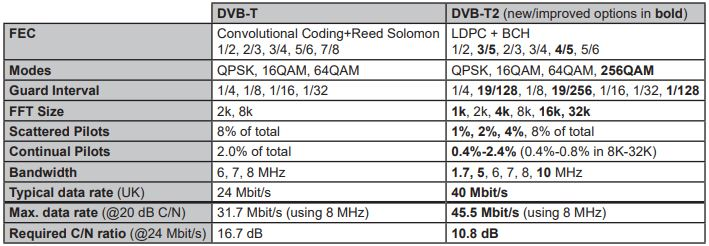 DVB-T DVB-T2 (new/improved options in bold)
FEC Convolutional Coding+Reed Solomon LDPC + BCH
1/2, 2/3, 3/4, 5/6, 7/8 1/2, 3/5, 2/3, 3/4, 4/5, 5/6
Modes QPSK, 16QAM, 64QAM QPSK, 16QAM, 64QAM, 256QAM
Guard Interval 1/4, 1/8, 1/16, 1/32 1/4, 19/128, 1/8, 19/256, 1/16, 1/32, 1/128
FFT Size 2k, 8k 1k, 2k, 4k, 8k, 16k, 32k
Scattered Pilots 8% of total 1%, 2%, 4%, 8% of total
Continual Pilots 2.0% of total 0.4%-2.4% (0.4%-0.8% in 8K-32K)
Bandwidth 6, 7, 8 MHz 1.7, 5, 6, 7, 8, 10 MHz
Typical data rate (UK) 24 Mbit/s 40 Mbit/s
Max. data rate (@20 dB C/N) 31.7 Mbit/s (using 8 MHz) 45.5 Mbit/s (using 8 MHz)
Required C/N ratio (@24 Mbit/s) 16.7 dB 10.8 dB